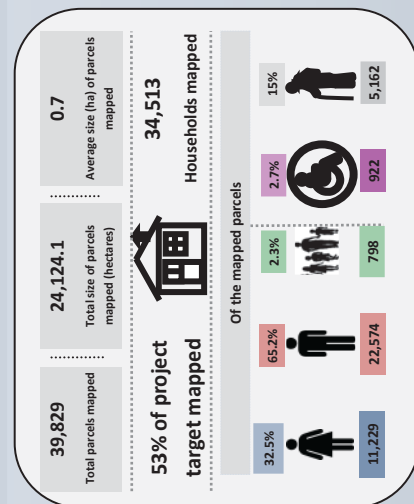 39,829
Total parcels mapped
24,124.1
Total size of parcels
mapped (hectares)
0.7
Average size (ha) of parcels
mapped
53% of project
target mapped
34,513
Households mapped
Of the mapped parcels
32.5%
65.2%
2.3%
2.7%
15%
11,229
22,574
798
922
5,162